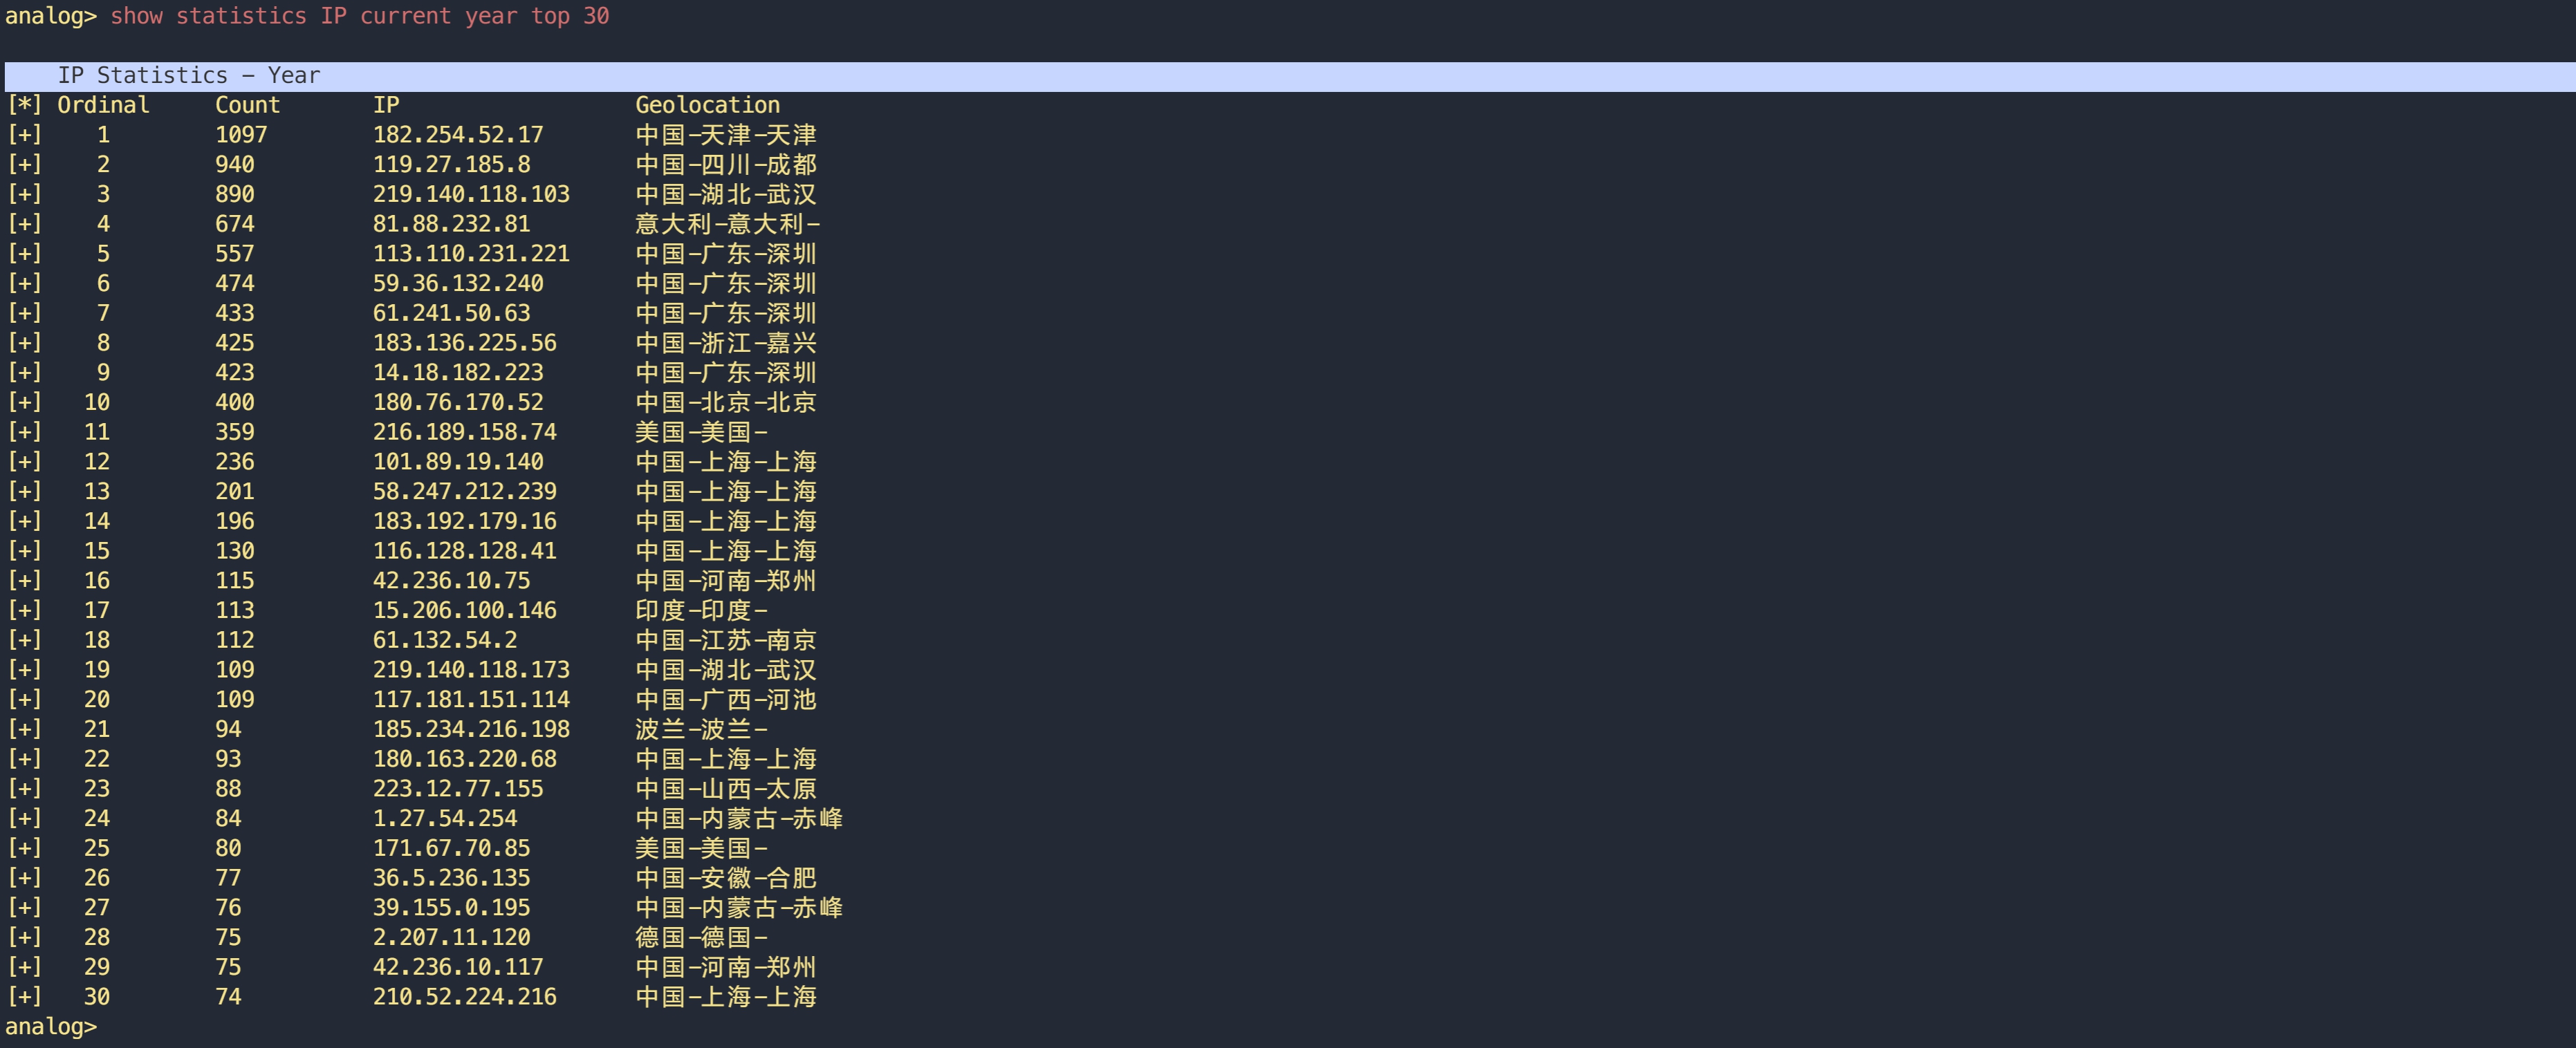 analog> show statistics IP current year top 30
IP Statistics – Year
[*] Ordinal Count IP Geolocation
[+] 1 1097 182.254.52.17 中国–天津–天津
[+] 2 940 119.27.185.8 中国–四川–成都
[+] 3 890 219.140.118.103 中国–湖北–武汉
[+] 4 674 81.88.232.81 意大利–意大利–
[+] 5 557 113.110.231.221 中国–广东–深圳
[+] 6 474 59.36.132.240 中国–广东–深圳
[+] 7 433 61.241.50.63 中国–广东–深圳
[+] 8 425 183.136.225.56 中国–浙江–嘉兴
[+] 9 423 14.18.182.223 中国–广东–深圳
[+] 10 400 180.76.170.52 中国–北京–北京
[+] 11 359 216.189.158.74 美国–美国–
[+] 12 236 101.89.19.140 中国–上海–上海
[+] 13 201 58.247.212.239 中国–上海–上海
[+] 14 196 183.192.179.16 中国–上海–上海
[+] 15 130 116.128.128.41 中国–上海–上海
[+] 16 115 42.236.10.75 中国–河南–郑州
[+] 17 113 15.206.100.146 印度–印度–
[+] 18 112 61.132.54.2 中国–江苏–南京
[+] 19 109 219.140.118.173 中国–湖北–武汉
[+] 20 109 117.181.151.114 中国–广西–河池
[+] 21 94 185.234.216.198 波兰–波兰–
[+] 22 93 180.163.220.68 中国–上海–上海
[+] 23 88 223.12.77.155 中国–山西–太原
[+] 24 84 1.27.54.254 中国–内蒙古–赤峰
[+] 25 80 171.67.70.85 美国–美国–
[+] 26 77 36.5.236.135 中国–安徽–合肥
[+] 27 76 39.155.0.195 中国–内蒙古–赤峰
[+] 28 75 2.207.11.120 德国–德国–
[+] 29 75 42.236.10.117 中国–河南–郑州
[+] 30 74 210.52.224.216 中国–上海–上海
analog>